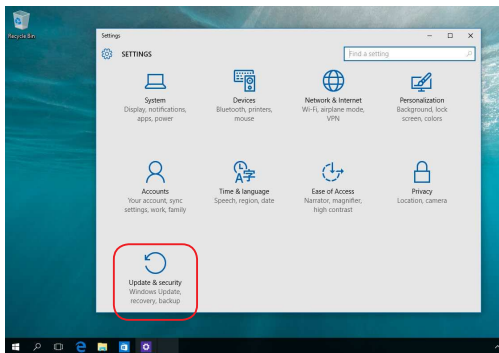 Recycle Bin
Settings
SETTINGS
Find a setting
System
Display, notifications,
apps, power
Devices
Bluetooth, printers,
mouse
Network & Internet
Wi-Fi, airplane mode,
VPN
Personalization
Background, lock
screen, colors
Accounts
Your account, sync
settings, work, family
Time & language
Speech, region, date
Ease of Access
Narrator, magnifier,
high contrast
Privacy
Location, camera
Update & security
Windows Update,
recovery, backup